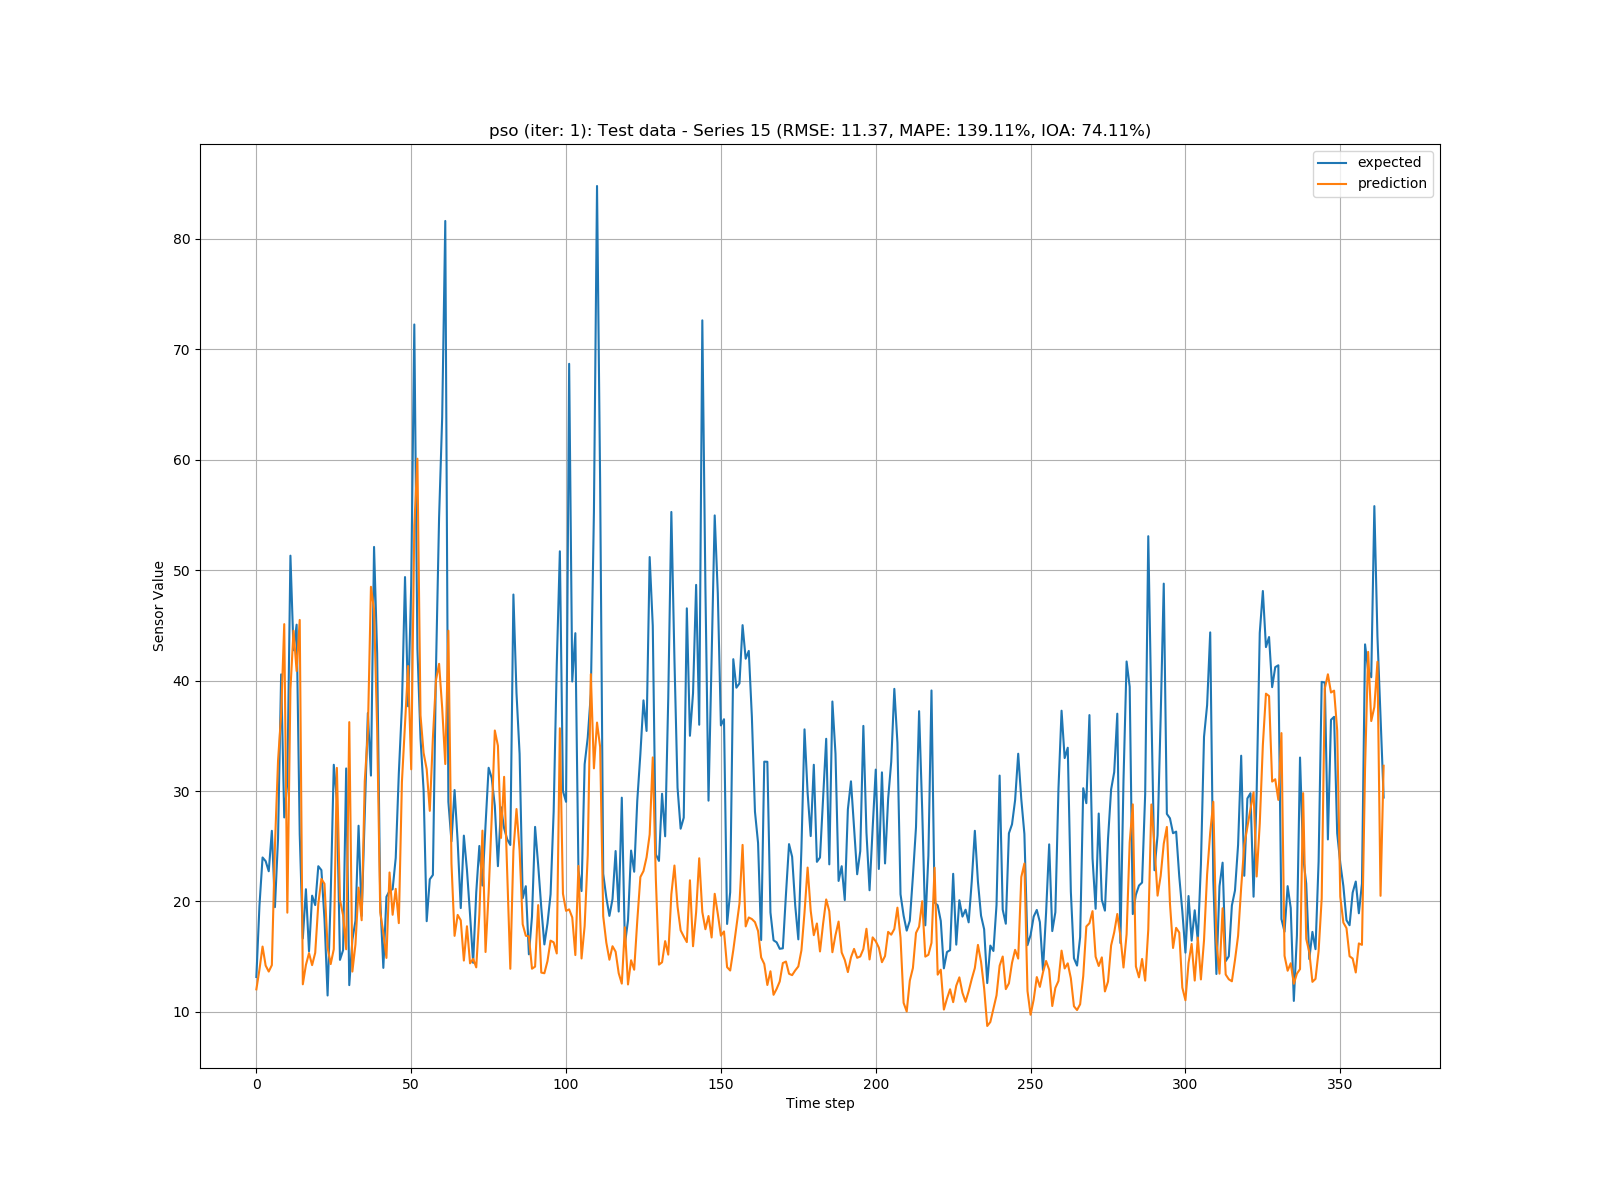 pso (iter: 1): Test data - Series 15 (RMSE: 11.37, MAPE: 139.11%, IOA: 74.11%)
expected
prediction
80
70
60
50
40
30
20
10
Sensor Value
0 50 100 150 200 250 300 350
Time step